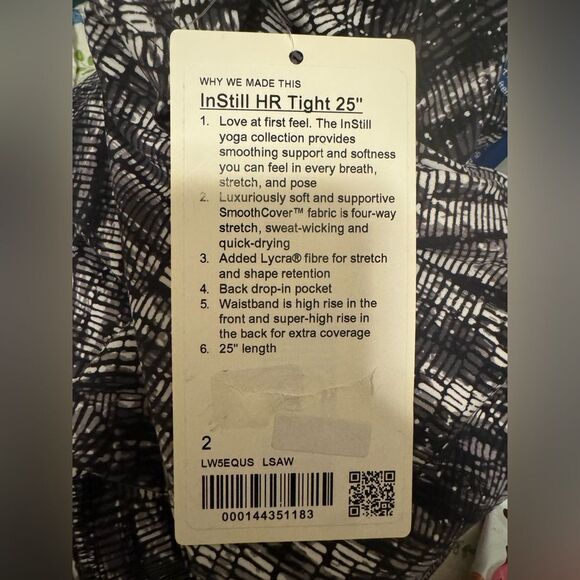 WHY WE MADE THIS
InStill HR Tight 25"
1. Love at first feel. The InStill
yoga collection provides
smoothing support and softness
you can feel in every breath,
stretch, and pose
2. Luxuriously soft and supportive
SmoothCover™ fabric is four-way
stretch, sweat-wicking and
quick-drying
3. Added Lycra® fibre for stretch
and shape retention
4. Back drop-in pocket
5. Waistband is high rise in the
front and super-high rise in
the back for extra coverage
6. 25" length
2
LW5EQUS LSAW
000144351183